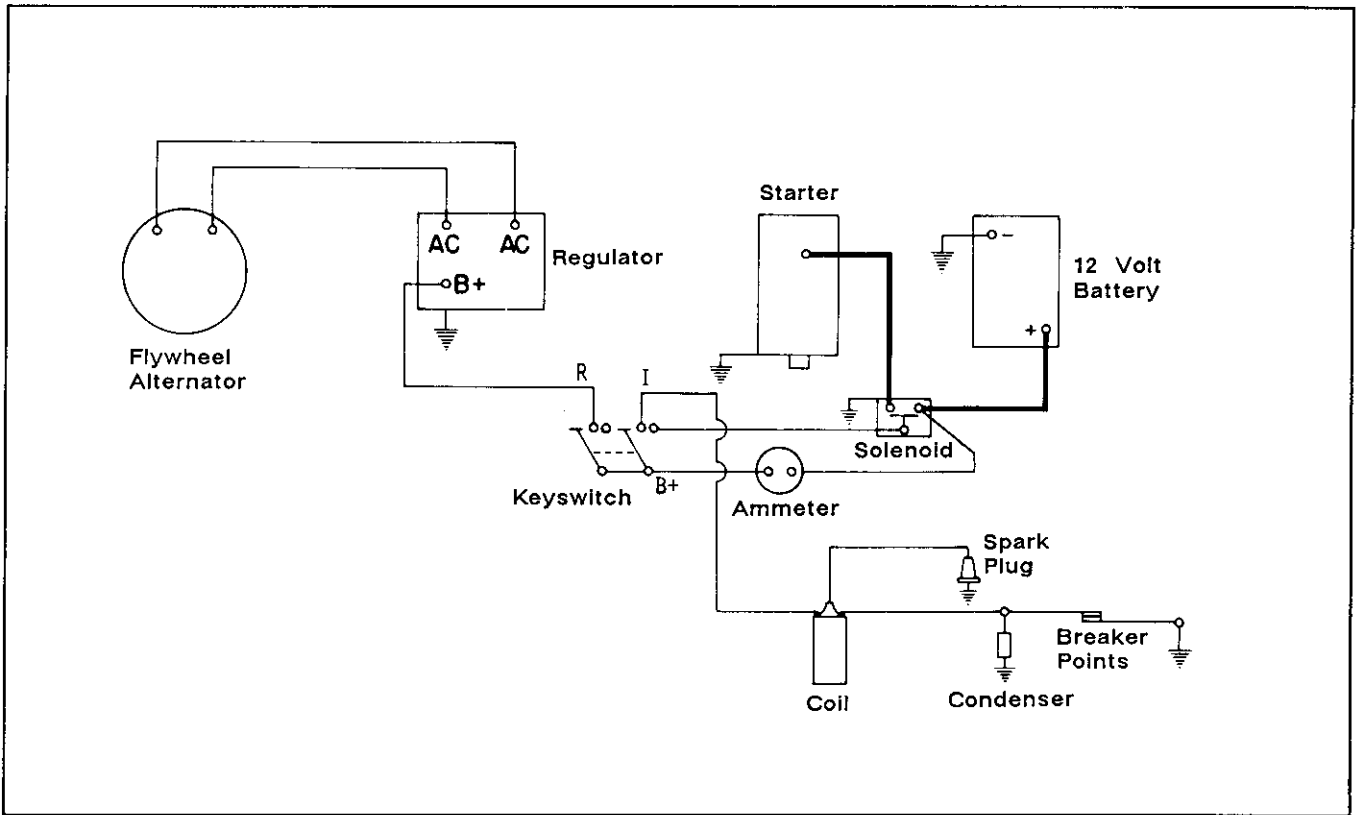 Starter
AC AC
Regulator
B+
-
12 Volt
Battery
+
Flywheel
Alternator
R
I
Solenoid
Keyswitch
B+
Ammeter
Spark
Plug
Breaker
Points
Coil
Condenser